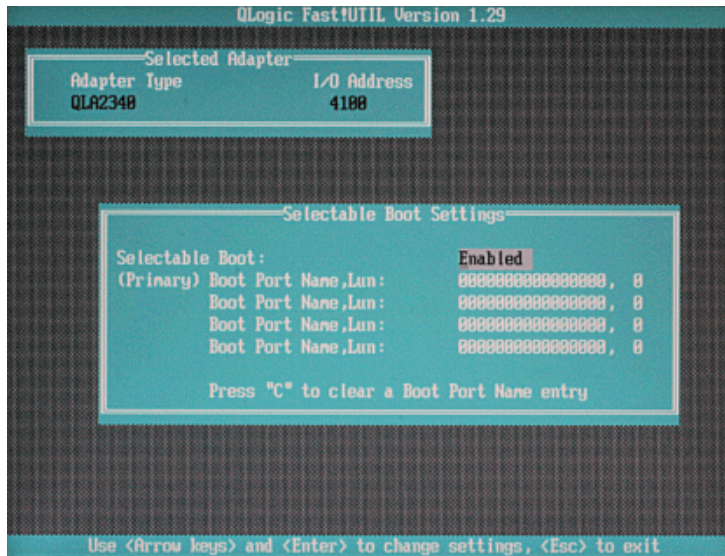 QLogic Fast!UTIL Version 1.29
Selected Adapter
Adapter Type I/O Address
QLA2340 4100
Selectable Boot Settings
Selectable Boot: Enabled
(Primary) Boot Port Name,Lun: 0000000000000000, 0
Boot Port Name,Lun: 0000000000000000, 0
Boot Port Name,Lun: 0000000000000000, 0
Boot Port Name,Lun: 0000000000000000, 0
Press "C" to clear a Boot Port Name entry
Use <Arrow keys> and <Enter> to change settings, <Esc> to exit